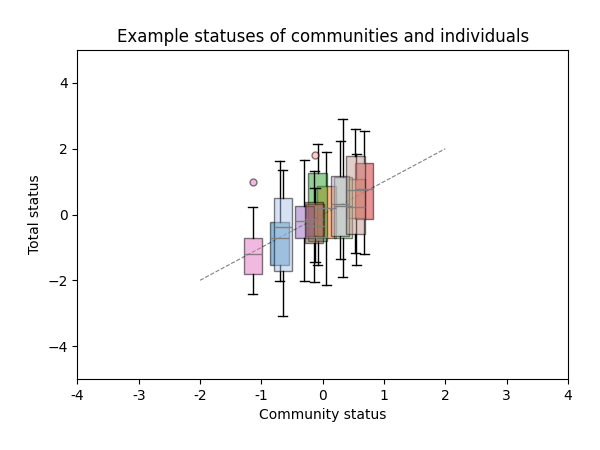 Example statuses of communities and individuals
Total status
4
2
0
−2
−4
-4 -3 -2 -1 0 1 2 3 4
Community status